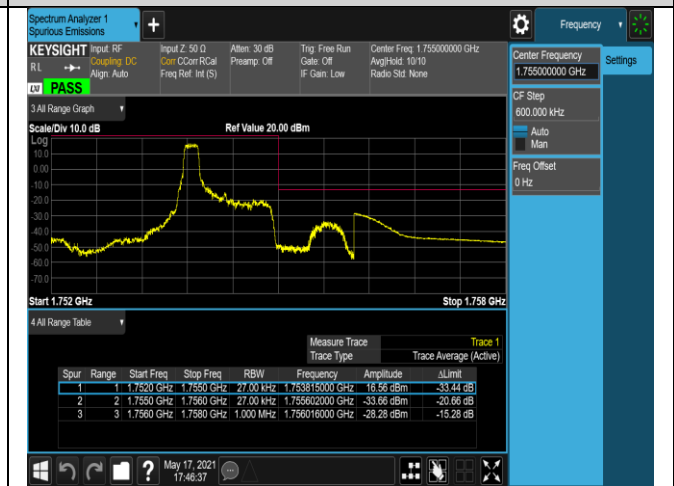 Spectrum Analyzer 1
Spurious Emissions
Frequency
KEYSIGHT Input: RF Input Z: 50 Ω Atten: 30 dB Trig: Free Run Center Freq: 1.755000000 GHz
RL Coupling: DC Corr CCorr RCal Preamp: Off Gate: Off Avg|Hold: 10/10
Align: Auto Freq Ref: Int (S) IF Gain: Low Radio Std: None
LXI PASS
Center Frequency
1.755000000 GHz
Settings
CF Step
600.000 kHz
Auto
Man
Freq Offset
0 Hz
3 All Range Graph
Scale/Div 10.0 dB Ref Value 20.00 dBm
Log
10.0
0.00
-10.0
-20.0
-30.0
-40.0
-50.0
-60.0
-70.0
Start 1.752 GHz Stop 1.758 GHz
4 All Range Table
Measure Trace Trace 1
Trace Type Trace Average (Active)
Spur Range Start Freq Stop Freq RBW Frequency Amplitude ΔLimit
1 1 1.7520 GHz 1.7550 GHz 27.00 kHz 1.753815000 GHz 16.56 dBm -33.44 dB
2 2 1.7550 GHz 1.7560 GHz 27.00 kHz 1.755602000 GHz -33.66 dBm -20.66 dB
3 3 1.7560 GHz 1.7580 GHz 1.000 MHz 1.756016000 GHz -28.28 dBm -15.28 dB
May 17, 2021
17:46:37